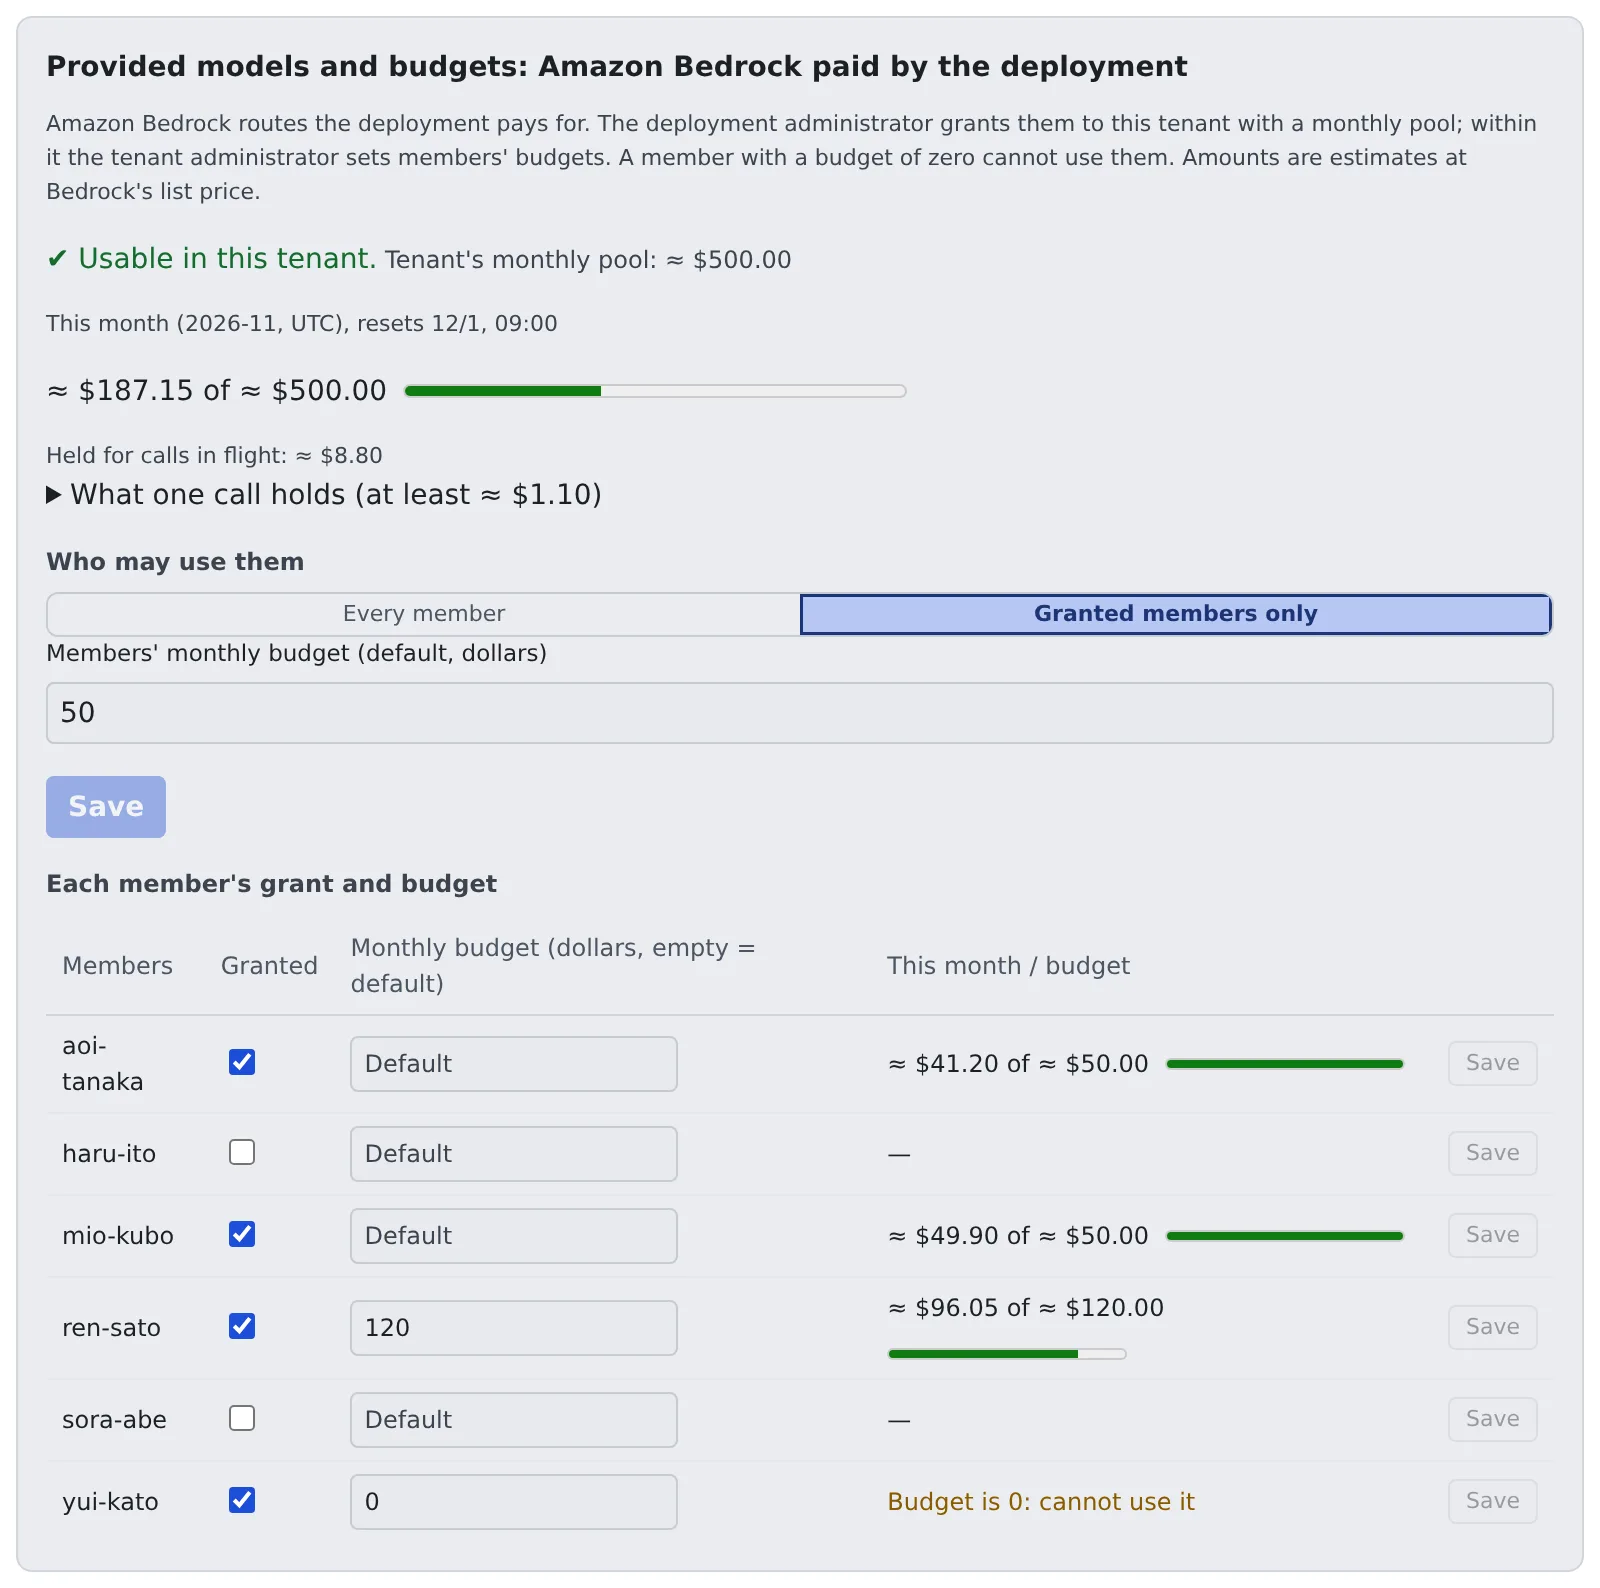 Provided models and budgets: Amazon Bedrock paid by the deployment
Amazon Bedrock routes the deployment pays for. The deployment administrator grants them to this tenant with a monthly pool; within
it the tenant administrator sets members' budgets. A member with a budget of zero cannot use them. Amounts are estimates at
Bedrock's list price.
✔ Usable in this tenant. Tenant's monthly pool: ≈ $500.00
This month (2026-11, UTC), resets 12/1, 09:00
≈ $187.15 of ≈ $500.00
Held for calls in flight: ≈ $8.80
▶ What one call holds (at least ≈ $1.10)
Who may use them
Every member Granted members only
Members' monthly budget (default, dollars)
50
Save
Each member's grant and budget
Members Granted Monthly budget (dollars, empty =
default) This month / budget
aoi-
tanaka Default ≈ $41.20 of ≈ $50.00 Save
haru-ito Default — Save
mio-kubo Default ≈ $49.90 of ≈ $50.00 Save
ren-sato 120 ≈ $96.05 of ≈ $120.00 Save
sora-abe Default — Save
yui-kato 0 Budget is 0: cannot use it Save